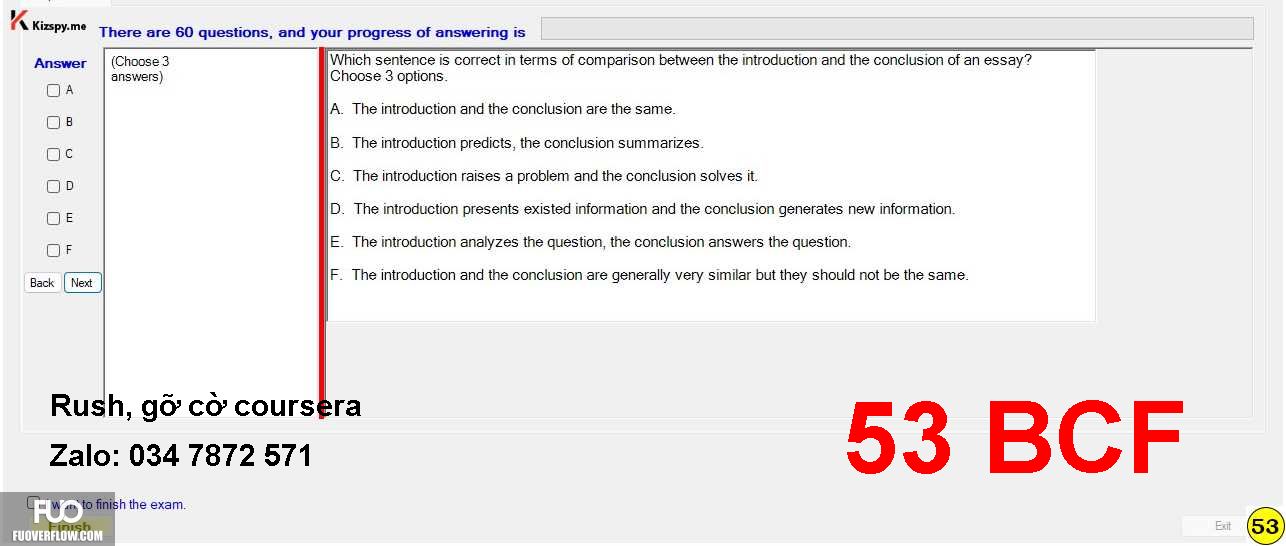 Kizspy.me
There are 60 questions, and your progress of answering is
Answer
A
B
C
D
E
F
Back Next
(Choose 3
answers)
Which sentence is correct in terms of comparison between the introduction and the conclusion of an essay?
Choose 3 options.
A. The introduction and the conclusion are the same.
B. The introduction predicts, the conclusion summarizes.
C. The introduction raises a problem and the conclusion solves it.
D. The introduction presents existed information and the conclusion generates new information.
E. The introduction analyzes the question, the conclusion answers the question.
F. The introduction and the conclusion are generally very similar but they should not be the same.
Rush, gỡ cờ coursera
Zalo: 034 7872 571
53 BCF
I want to finish the exam.
Finish
FUO
FUOVERFLOW.COM
Exit
53